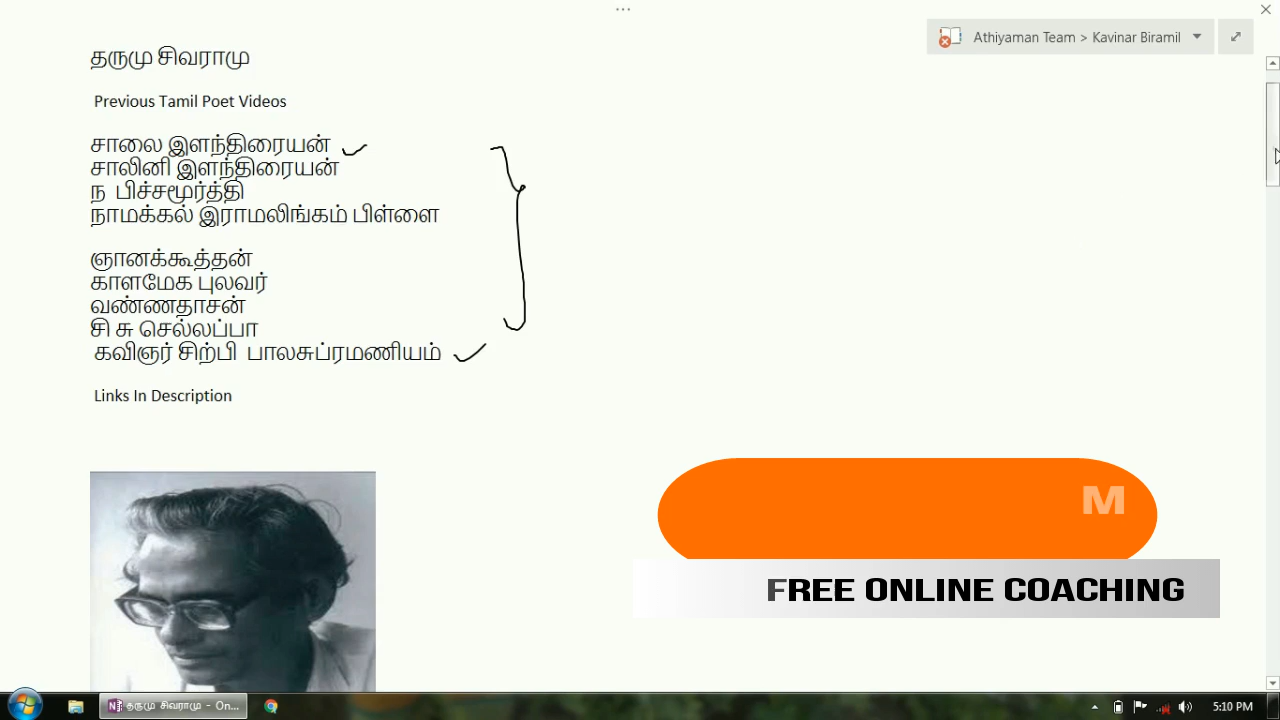 Athiyaman Team > Kavinar Biramil
தருமு சிவராமு
Previous Tamil Poet Videos
சாலை இளந்திரையன்
சாலினி இளந்திரையன்
ந பிச்சமூர்த்தி
நாமக்கல் இராமலிங்கம் பிள்ளை
ஞானக்கூத்தன்
காளமேக புலவர்
வண்ணதாசன்
சி சு செல்லப்பா
கவிஞர் சிற்பி பாலசுப்ரமணியம்
Links In Description
M
FREE ONLINE COACHING
தருமு சிவராமு - On...
5:10 PM